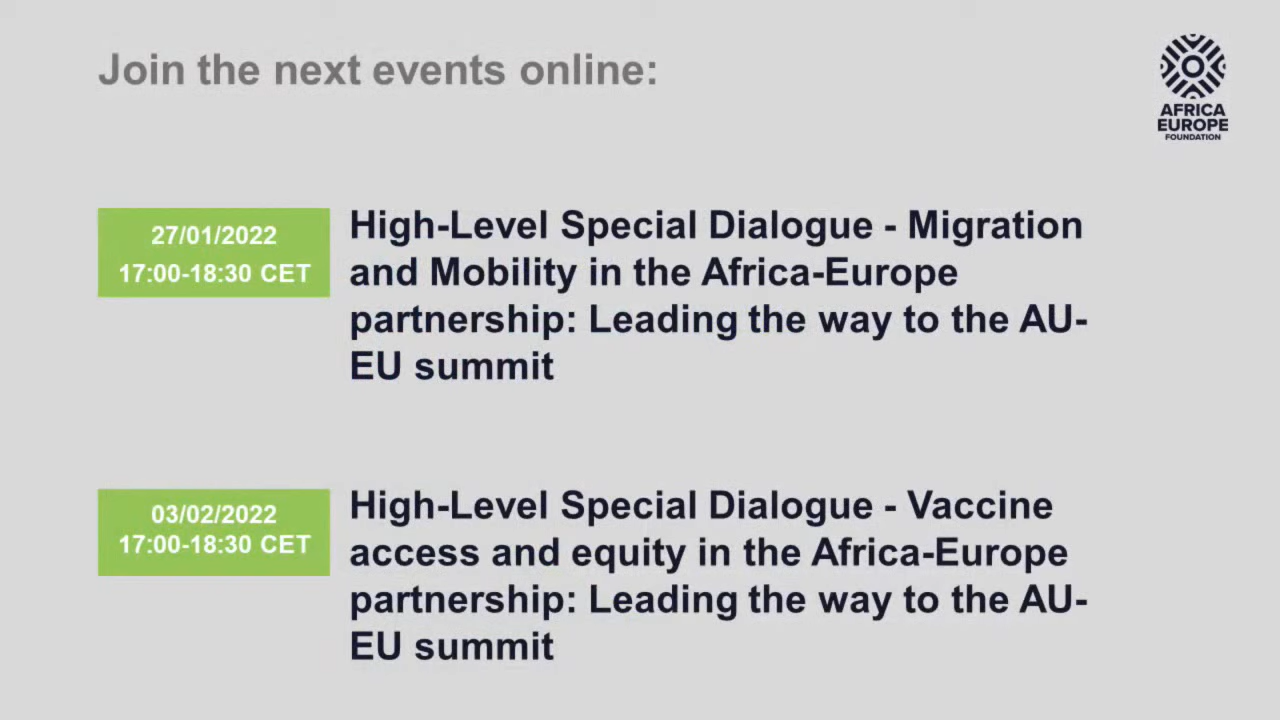 Join the next events online:
AFRICA
EUROPE
FOUNDATION
27/01/2022
17:00-18:30 CET
High-Level Special Dialogue - Migration
and Mobility in the Africa-Europe
partnership: Leading the way to the AU-
EU summit
03/02/2022
17:00-18:30 CET
High-Level Special Dialogue - Vaccine
access and equity in the Africa-Europe
partnership: Leading the way to the AU-
EU summit